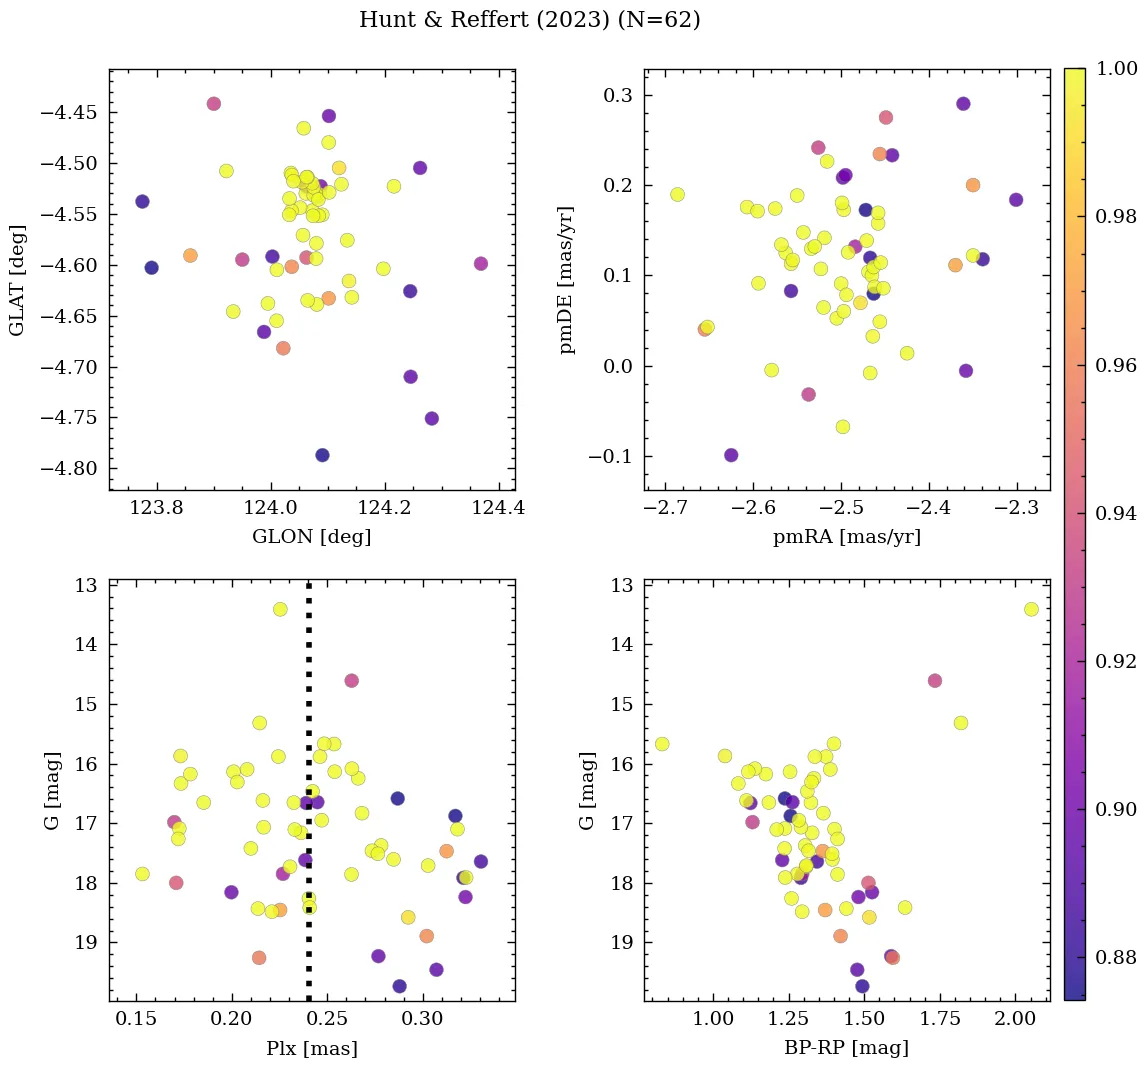 Hunt & Reffert (2023) (N=62)
−4.45
−4.50
−4.55
−4.60
−4.65
−4.70
−4.75
−4.80
GLAT [deg]
123.8 124.0 124.2 124.4
GLON [deg]
0.3
0.2
0.1
0.0
−0.1
pmDE [mas/yr]
−2.7 −2.6 −2.5 −2.4 −2.3
pmRA [mas/yr]
13
14
15
16
17
18
19
G [mag]
0.15 0.20 0.25 0.30
Plx [mas]
13
14
15
16
17
18
19
G [mag]
1.00 1.25 1.50 1.75 2.00
BP-RP [mag]
1.00
0.98
0.96
0.94
0.92
0.90
0.88